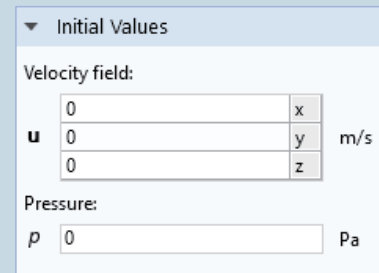 Initial Values
Velocity field:
0 x
u 0 y m/s
0 z
Pressure:
p 0 Pa